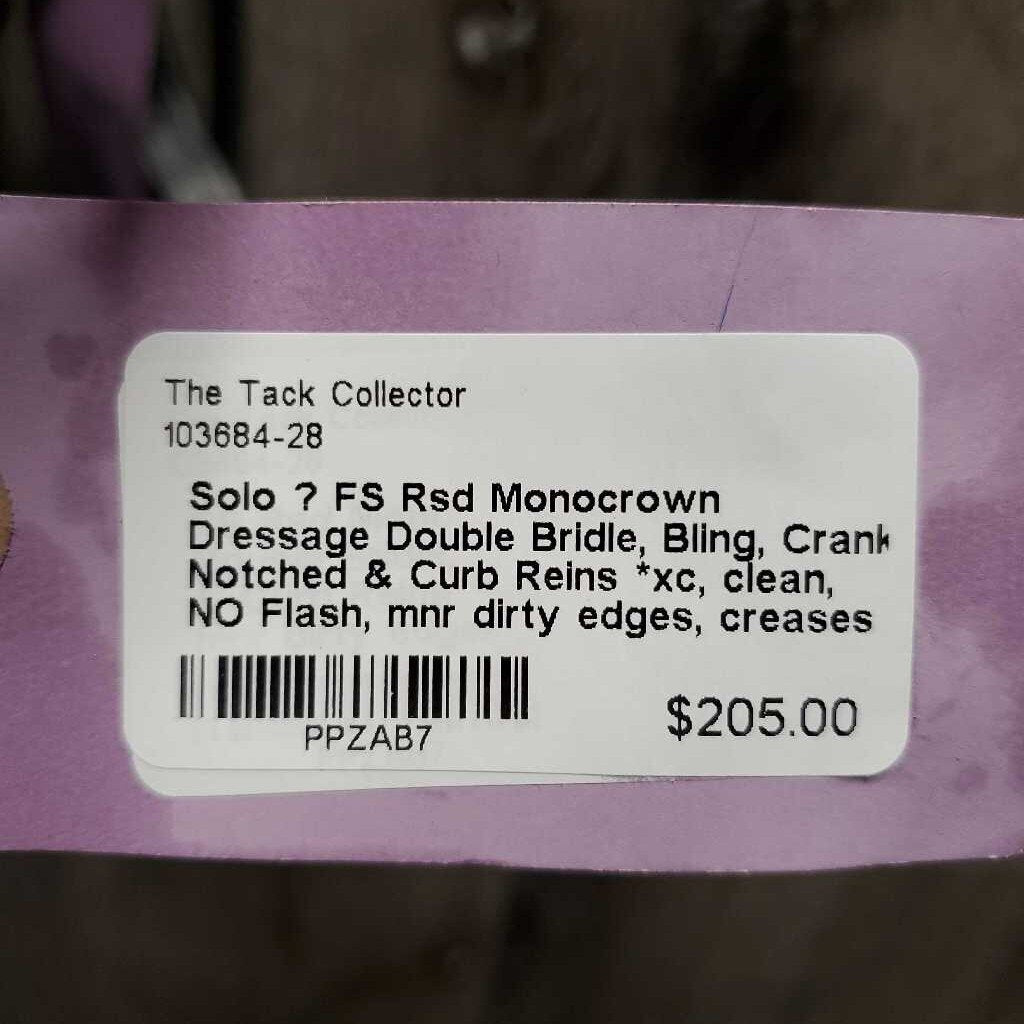 The Tack Collector
103684-28
Solo ? FS Rsd Monocrown
Dressage Double Bridle, Bling, Crank
Notched & Curb Reins *xc, clean,
NO Flash, mnr dirty edges, creases
PPZAB7
$205.00